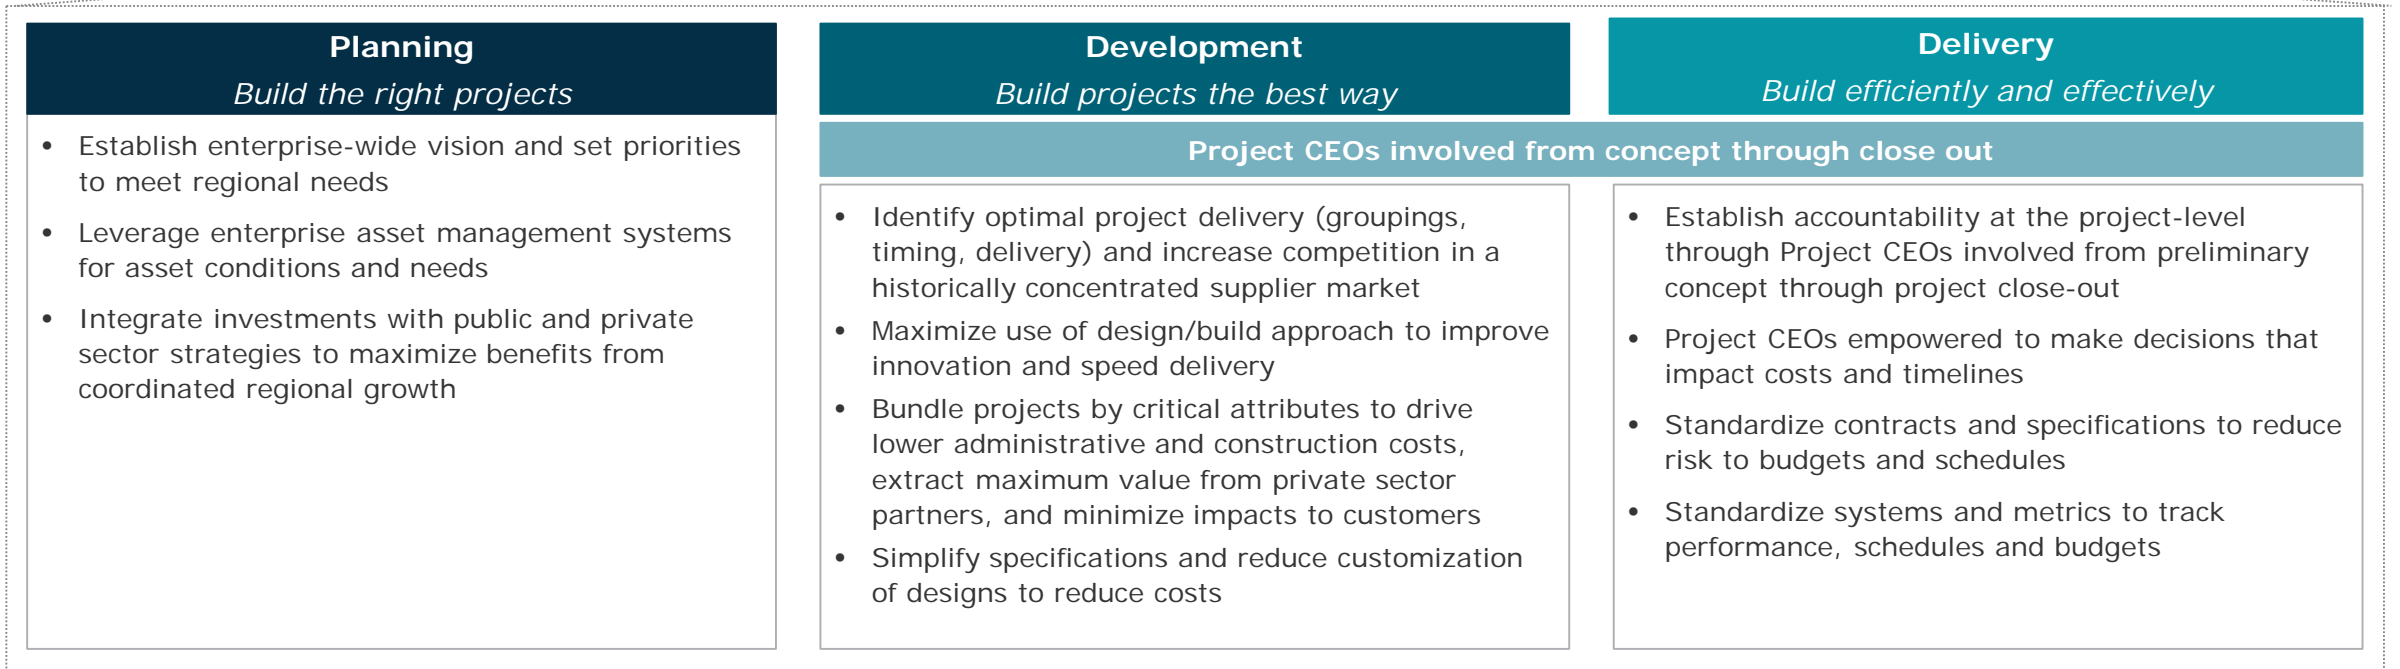 Planning
Build the right projects
• Establish enterprise-wide vision and set priorities
to meet regional needs
• Leverage enterprise asset management systems
for asset conditions and needs
• Integrate investments with public and private
sector strategies to maximize benefits from
coordinated regional growth
Development
Build projects the best way
Delivery
Build efficiently and effectively
Project CEOs involved from concept through close out
• Identify optimal project delivery (groupings,
timing, delivery) and increase competition in a
historically concentrated supplier market
• Maximize use of design/build approach to improve
innovation and speed delivery
• Bundle projects by critical attributes to drive
lower administrative and construction costs,
extract maximum value from private sector
partners, and minimize impacts to customers
• Simplify specifications and reduce customization
of designs to reduce costs
• Establish accountability at the project-level
through Project CEOs involved from preliminary
concept through project close-out
• Project CEOs empowered to make decisions that
impact costs and timelines
• Standardize contracts and specifications to reduce
risk to budgets and schedules
• Standardize systems and metrics to track
performance, schedules and budgets